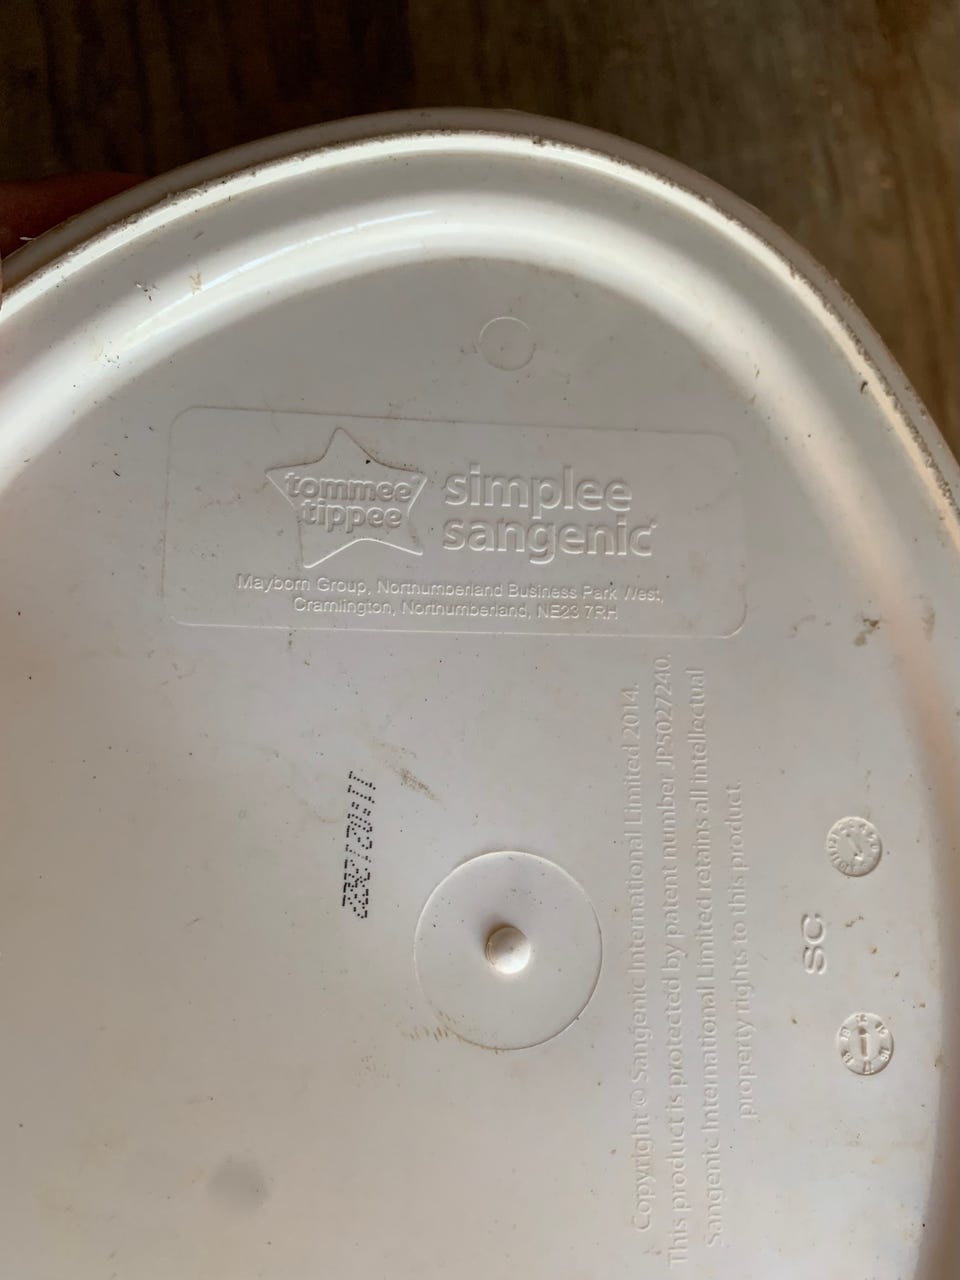 tommee
tippee
simplee
sangenic
Mayborn Group, Northumberland Business Park West,
Cramlington, Northumberland, NE23 7RH
Copyright © Sangenic International Limited 2014.
This product is protected by patent number JP5027240.
Sangenic International Limited retains all intellectual
property rights to this product.
SC